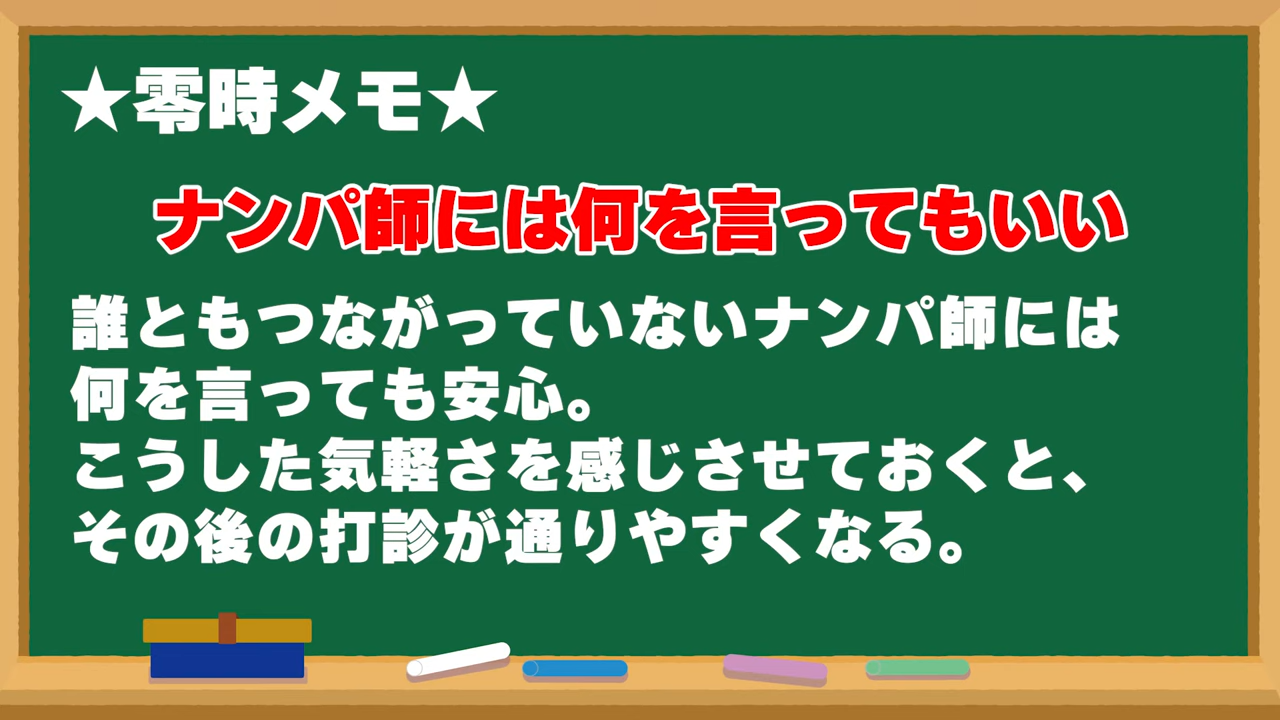 ★零時メモ★
ナンパ師には何を言ってもいい
誰ともつながっていないナンパ師には
何を言っても安心。
こうした気軽さを感じさせておくと、
その後の打診が通りやすくなる。